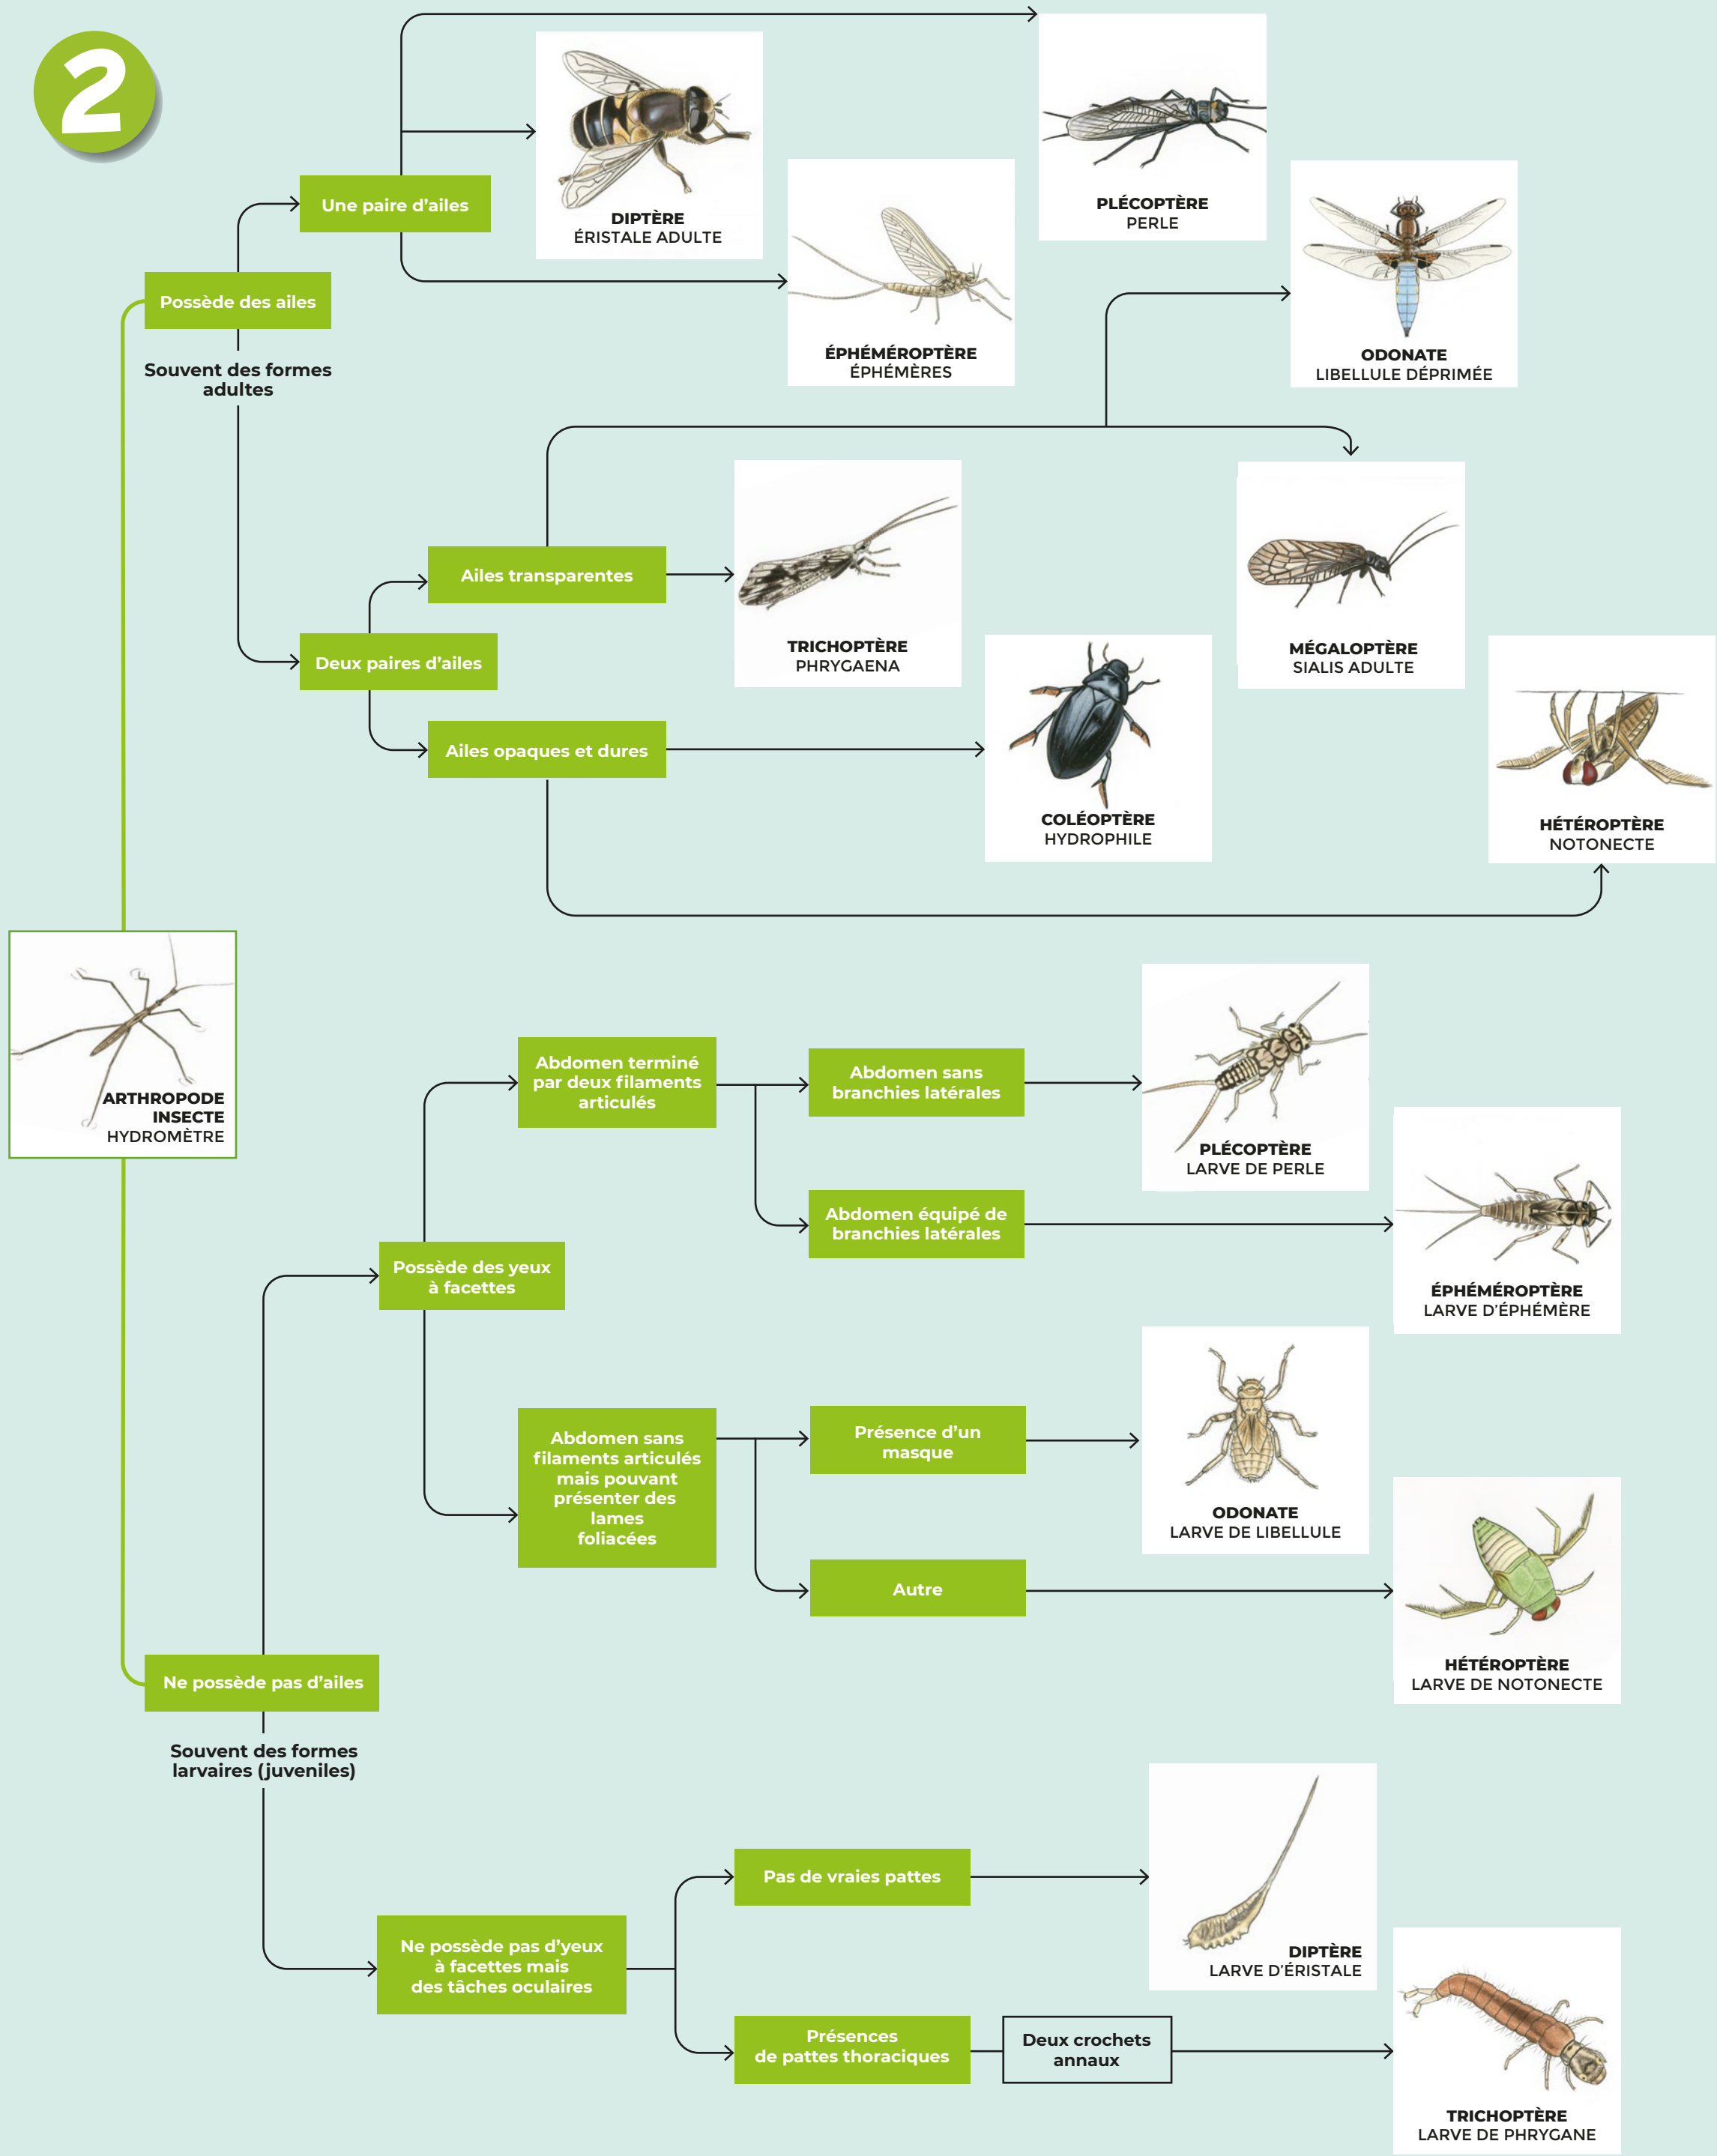 2
Une paire d'ailes
DIPTÈRE
ÉRISTALE ADULTE
PLÉCOPTÈRE
PERLE
Possède des ailes
Souvent des formes
adultes
ÉPHÉMÉROPTÈRE
ÉPHÉMÈRES
ODONATE
LIBELLULE DÉPRIMÉE
Ailes transparentes
TRICHOPTÈRE
PHRYGAENA
MÉGALOPTÈRE
SIALIS ADULTE
Deux paires d'ailes
Ailes opaques et dures
COLÉOPTÈRE
HYDROPHILE
HÉTÉROPTÈRE
NOTONECTE
ARTHROPODE
INSECTE
HYDROMÈTRE
Abdomen terminé
par deux filaments
articulés
Abdomen sans
branchies latérales
PLÉCOPTÈRE
LARVE DE PERLE
Abdomen équipé de
branchies latérales
ÉPHÉMÉROPTÈRE
LARVE D'ÉPHÉMÈRE
Possède des yeux
à facettes
Abdomen sans
filaments articulés
mais pouvant
présenter des
lames
foliacées
Présence d'un
masque
ODONATE
LARVE DE LIBELLULE
Autre
HÉTÉROPTÈRE
LARVE DE NOTONECTE
Ne possède pas d'ailes
Souvent des formes
larvaires (juveniles)
Ne possède pas d'yeux
à facettes mais
des tâches oculaires
Pas de vraies pattes
DIPTÈRE
LARVE D'ÉRISTALE
Présences
de pattes thoraciques
Deux crochets
annaux
TRICHOPTÈRE
LARVE DE PHRYGANE